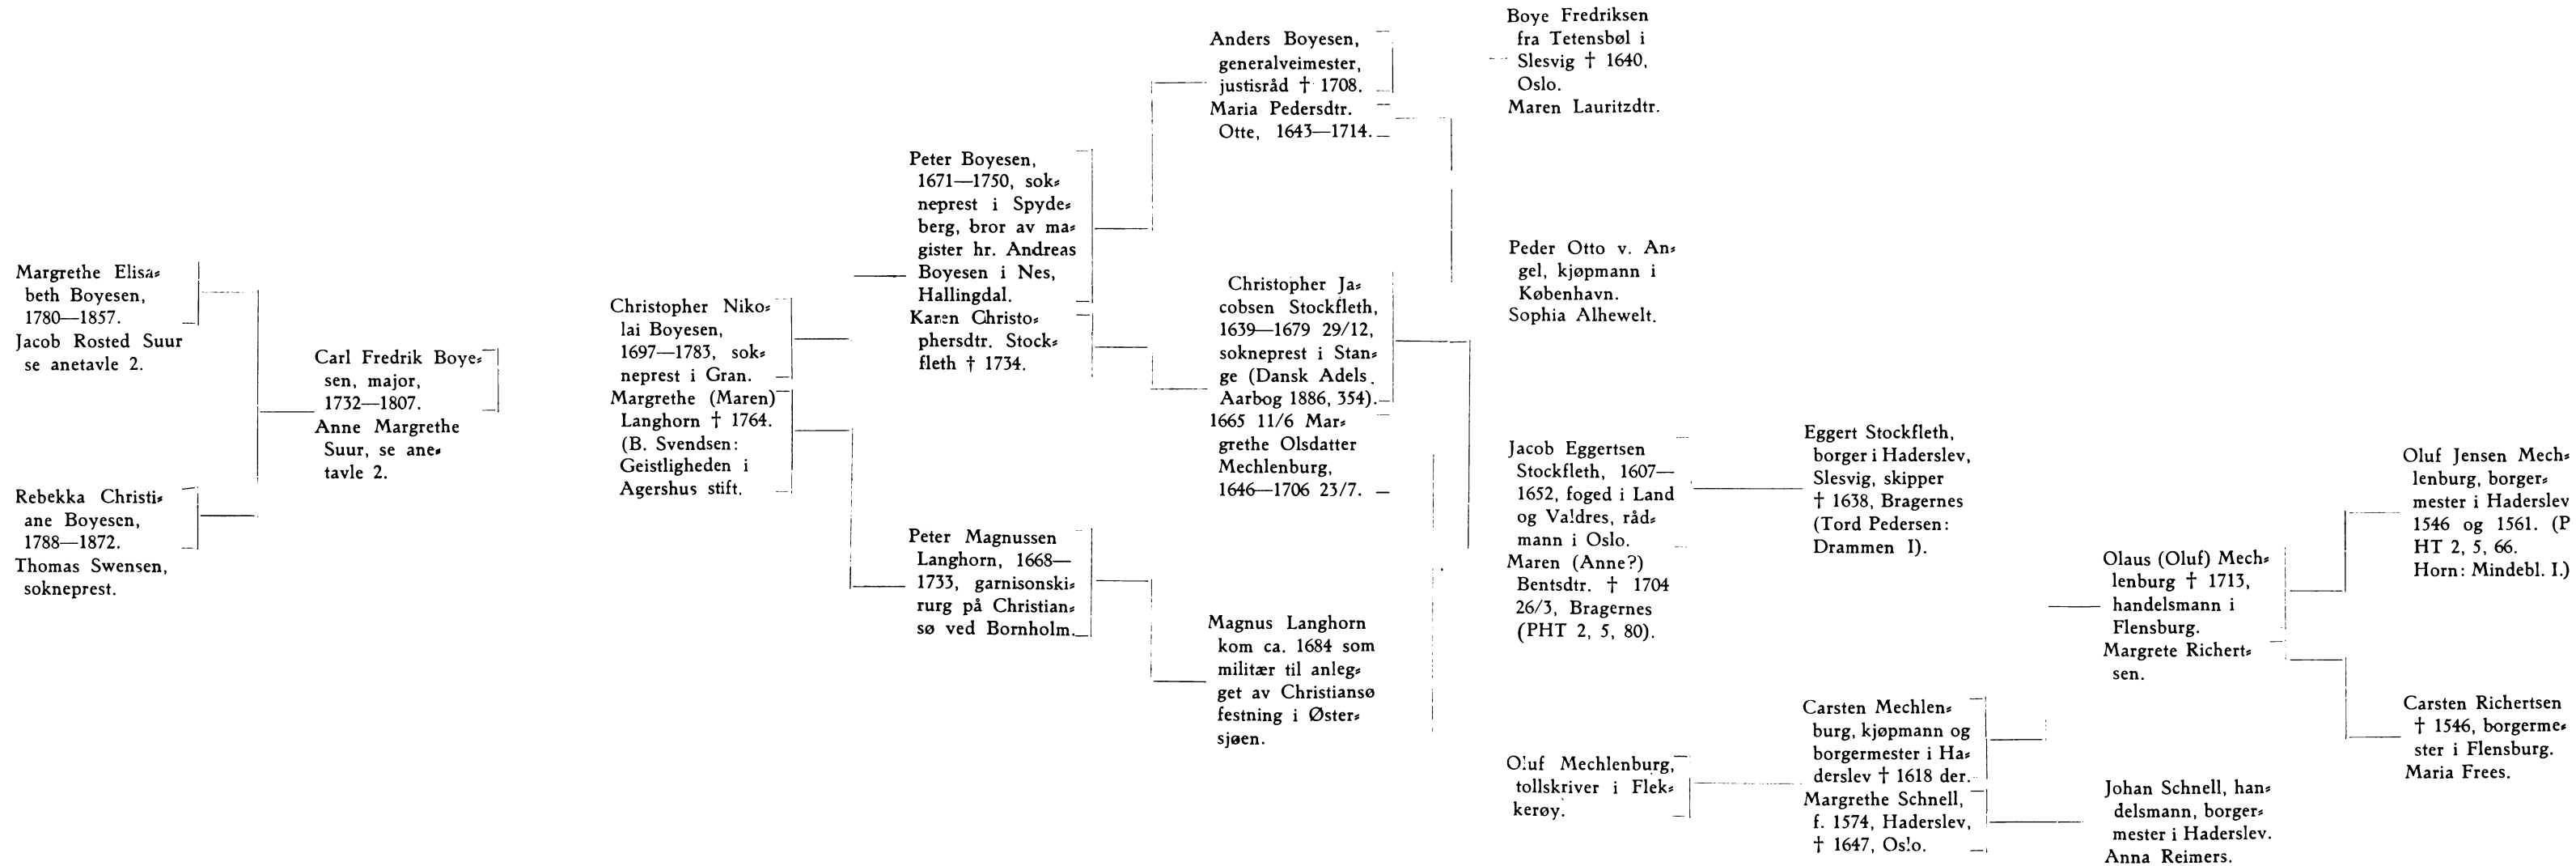 Margrethe Elisa⸗
beth Boyesen,
1780—1857.
Jacob Rosted Suur
se anetavle 2.
Rebekka Christi⸗
ane Boyesen,
1788—1872.
Thomas Swensen,
sokneprest.
Carl Fredrik Boye⸗
sen, major,
1732—1807.
Anne Margrethe
Suur, se ane⸗
tavle 2.
Christopher Niko⸗
lai Boyesen,
1697—1783, sok⸗
neprest i Gran.
Margrethe (Maren)
Langhorn † 1764.
(B. Svendsen:
Geistligheden i
Agershus stift.
Peter Boyesen,
1671—1750, sok⸗
neprest i Spyde⸗
berg, bror av ma⸗
gister hr. Andreas
Boyesen i Nes,
Hallingdal.
Karen Christo⸗
phersdtr. Stock⸗
fleth † 1734.
Peter Magnussen
Langhorn, 1668—
1733, garnisonski⸗
rurg på Christian⸗
sø ved Bornholm.
Anders Boyesen,
generalveimester,
justisråd † 1708.
Maria Pedersdtr.
Otte, 1643—1714.
Christopher Ja⸗
cobsen Stockfleth,
1639—1679 29/12,
sokneprest i Stan⸗
ge (Dansk Adels
Aarbog 1886, 354).
1665 11/6 Mar⸗
grethe Olsdatter
Mechlenburg,
1646—1706 23/7.
Magnus Langhorn
kom ca. 1684 som
militær til anleg⸗
get av Christiansø
festning i Øster⸗
sjøen.
Boye Fredriksen
fra Tetensbøl i
Slesvig † 1640,
Oslo.
Maren Lauritzdtr.
Peder Otto v. An⸗
gel, kjøpmann i
København.
Sophia Alhewelt.
Jacob Eggertsen
Stockfleth, 1607—
1652, foged i Land
og Valdres, råd⸗
mann i Oslo.
Maren (Anne?)
Bentsdtr. † 1704
26/3, Bragernes
(PHT 2, 5, 80).
Oluf Mechlenburg,
tollskriver i Flek⸗
kerøy.
Eggert Stockfleth,
borger i Haderslev,
Slesvig, skipper
† 1638, Bragernes
(Tord Pedersen:
Drammen I).
Carsten Mechlen⸗
burg, kjøpmann og
borgermester i Ha⸗
derslev † 1618 der.
Margrethe Schnell,
f. 1574, Haderslev,
† 1647, Oslo.
Olaus (Oluf) Mech⸗
lenburg † 1713,
handelsmann i
Flensburg.
Margrete Richert⸗
sen.
Johan Schnell, han⸗
delsmann, borger⸗
mester i Haderslev.
Anna Reimers.
Oluf Jensen Mech⸗
lenburg, borger⸗
mester i Haderslev
1546 og 1561. (P
HT 2, 5, 66.
Horn: Mindebl. I.)
Carsten Richertsen
† 1546, borgerme⸗
ster i Flensburg.
Maria Frees.